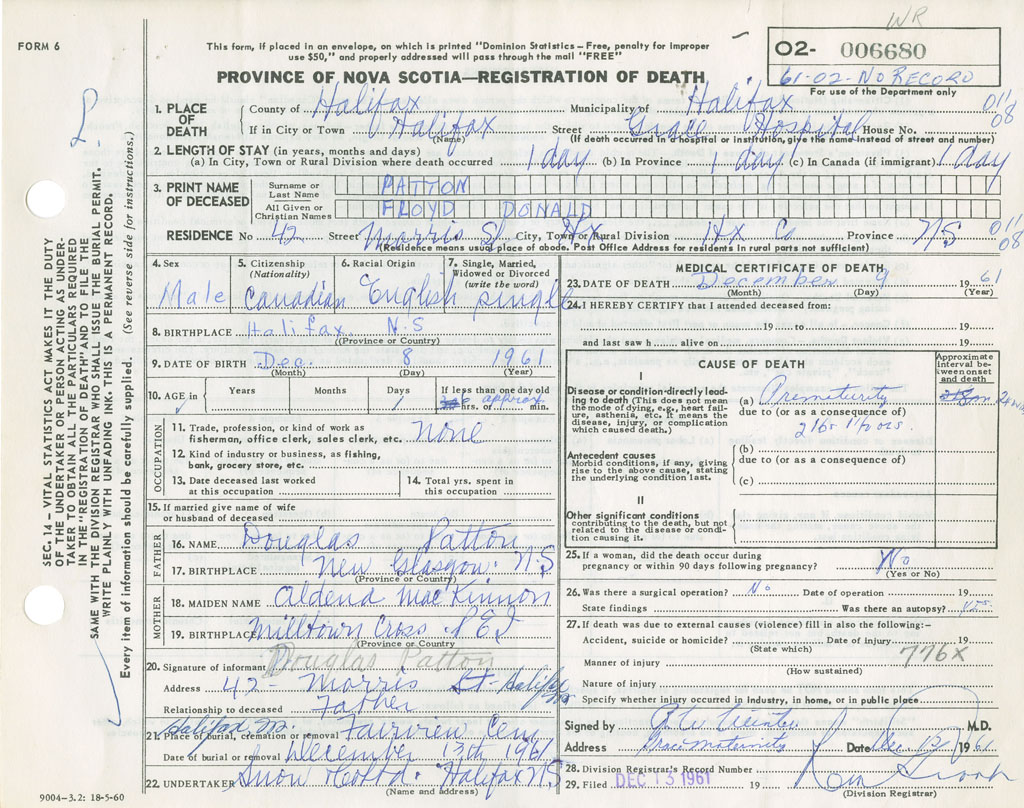 WR
FORM 6
This form, if placed in an envelope, on which is printed "Dominion Statistics—Free, penalty for improper
use $50," and properly addressed will pass through the mail "FREE"
O2- 006680
61-02-No RECORD
For use of the Department only
PROVINCE OF NOVA SCOTIA—REGISTRATION OF DEATH
1. PLACE OF DEATH
County of Halifax Municipality of Halifax 011/08
If in City or Town Halifax Street Grace Hospital House No.
(Name) (If death occurred in a hospital or institution, give the name instead of street and number)
2. LENGTH OF STAY (in years, months and days)
(a) In City, Town or Rural Division where death occurred 1 day (b) In Province 1 day (c) In Canada (if immigrant) 1 day
3. PRINT NAME OF DECEASED
Surname or Last Name PATTON
All Given or Christian Names FLOYD DONALD
RESIDENCE No 42 Street Morris St City, Town or Rural Division Hx Hx Co Province NS 011/08
(Residence means usual place of abode. Post Office Address for residents in rural parts not sufficient)
4. Sex Male
5. Citizenship (Nationality) Canadian
6. Racial Origin English
7. Single, Married, Widowed or Divorced (write the word) Single
8. BIRTHPLACE Halifax N.S
(Province or Country)
9. DATE OF BIRTH Dec. 8 1961
(Month) (Day) (Year)
10. AGE in Years Months Days 1 If less than one day old approx hrs. or min.
OCCUPATION
11. Trade, profession, or kind of work as
fisherman, office clerk, sales clerk, etc. none
12. Kind of industry or business, as fishing,
bank, grocery store, etc.
13. Date deceased last worked
at this occupation
14. Total yrs. spent in
this occupation
15. If married give name of wife
or husband of deceased
FATHER
16. NAME Douglas Patton
17. BIRTHPLACE New Glasgow N.S
(Province or Country)
MOTHER
18. MAIDEN NAME Aldena MacKinnon
19. BIRTHPLACE Milltown Cross P.E.I
(Province or Country)
20. Signature of informant Douglas Patton
Address 42 - Morris St. Halifax NS
Relationship to deceased Father
21. Place of burial, cremation or removal Fairview Cem
Date of burial or removal December 13th 1961
22. UNDERTAKER Snow Co Ltd. Halifax N.S
(Name and address)
MEDICAL CERTIFICATE OF DEATH
23. DATE OF DEATH December 9 1961
(Month) (Day) (Year)
24. I HEREBY CERTIFY that I attended deceased from:
19 to 19
and last saw h alive on 19
CAUSE OF DEATH
Approximate interval between onset and death
I
Disease or condition directly leading to death (This does not mean the mode of dying, e.g., heart failure, asthenia, etc. It means the disease, injury, or complication which caused death.)
(a) Prematurity
due to (or as a consequence of)
(b)
due to (or as a consequence of)
(c)
Antecedent causes
Morbid conditions, if any, giving rise to the above cause, stating the underlying condition last.
II
Other significant conditions
contributing to the death, but not related to the disease or condition causing it.
25. If a woman, did the death occur during
pregnancy or within 90 days following pregnancy? No
(Yes or No)
26. Was there a surgical operation? No Date of operation 19
State findings Was there an autopsy? yes
27. If death was due to external causes (violence) fill in also the following:-
Accident, suicide or homicide? Date of injury 19
(State which)
776X
Manner of injury
(How sustained)
Nature of injury
Specify whether injury occurred in industry, in home, or in public place
Signed by M.D.
Address Grace Maternity Date Dec 12 1961
28. Division Registrar's Record Number
29. Filed DEC 13 1961 19
(Division Registrar)
SEC. 14 – VITAL STATISTICS ACT MAKES IT THE DUTY
OF THE UNDERTAKER OR PERSON ACTING AS UNDER-
TAKER TO OBTAIN ALL THE PARTICULARS REQUIRED
IN THE "REGISTRATION OF DEATH" AND TO FILE THE
SAME WITH THE DIVISION REGISTRAR WHO SHALL ISSUE THE BURIAL PERMIT.
WRITE PLAINLY WITH UNFADING INK. THIS IS A PERMANENT RECORD.
Every item of information should be carefully supplied. (See reverse side for instructions.)
9004–3.2: 18-5-60